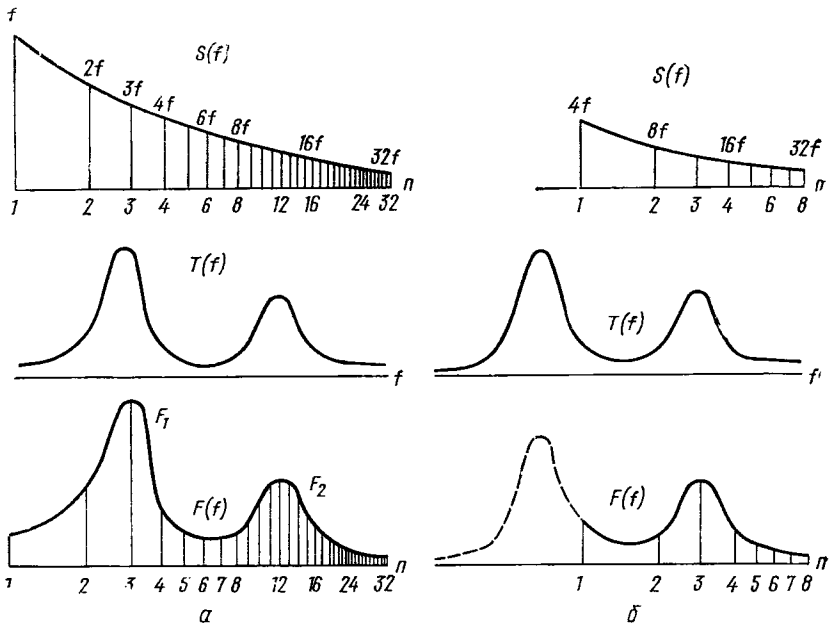 f
S(f)
2f 3f 4f 6f 8f 16f 32f
n
1 2 3 4 6 8 12 16 24 32
S(f)
4f 8f 16f 32f
n
1 2 3 4 6 8
T(f)
f
T(f)
f
F₁
F(f)
F₂
n
1 2 3 4 5 6 7 8 12 16 24 32
а
F(f)
n
1 2 3 4 5 6 7 8
б